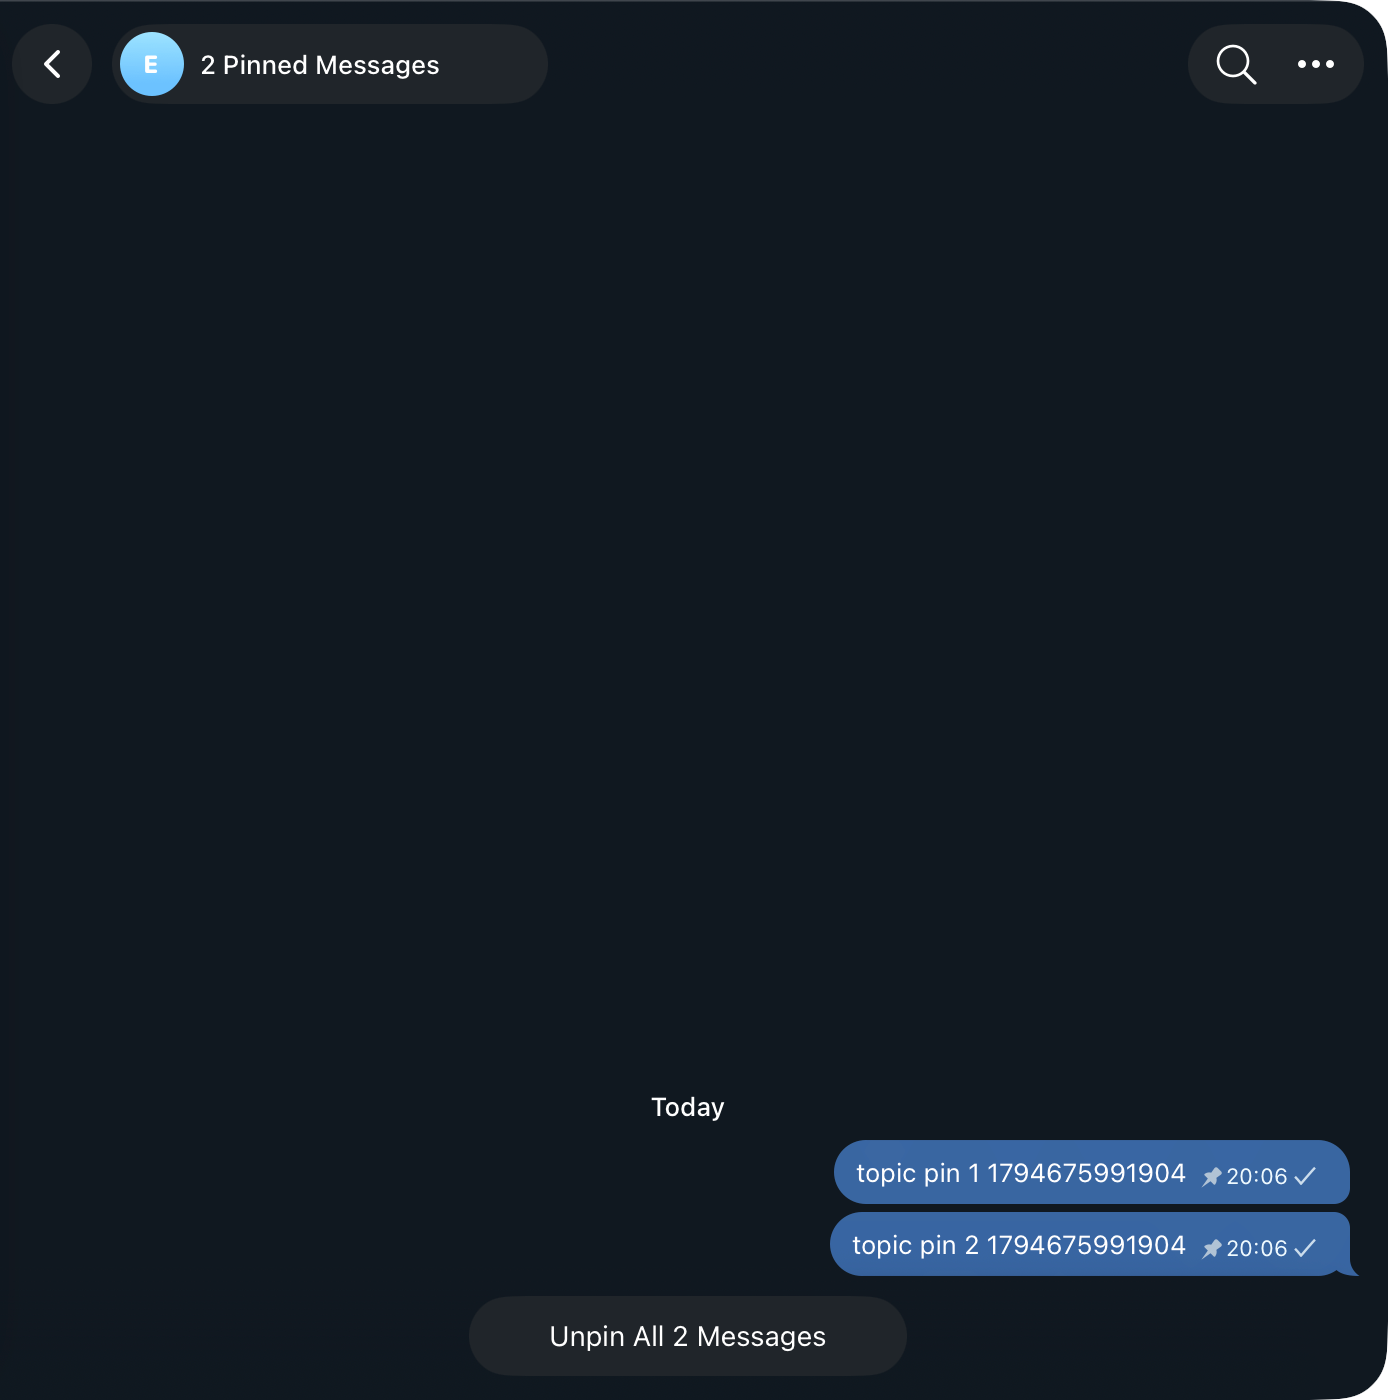 E
2 Pinned Messages
Today
topic pin 1 1794675991904 20:06
topic pin 2 1794675991904 20:06
Unpin All 2 Messages